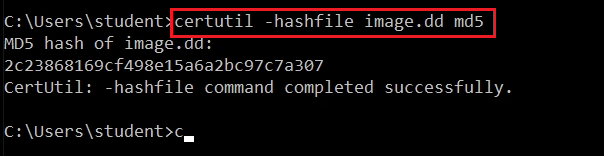 C:\Users\student>certutil -hashfile image.dd md5
MD5 hash of image.dd:
2c23868169cf498e15a6a2bc97c7a307
CertUtil: -hashfile command completed successfully.
C:\Users\student>c